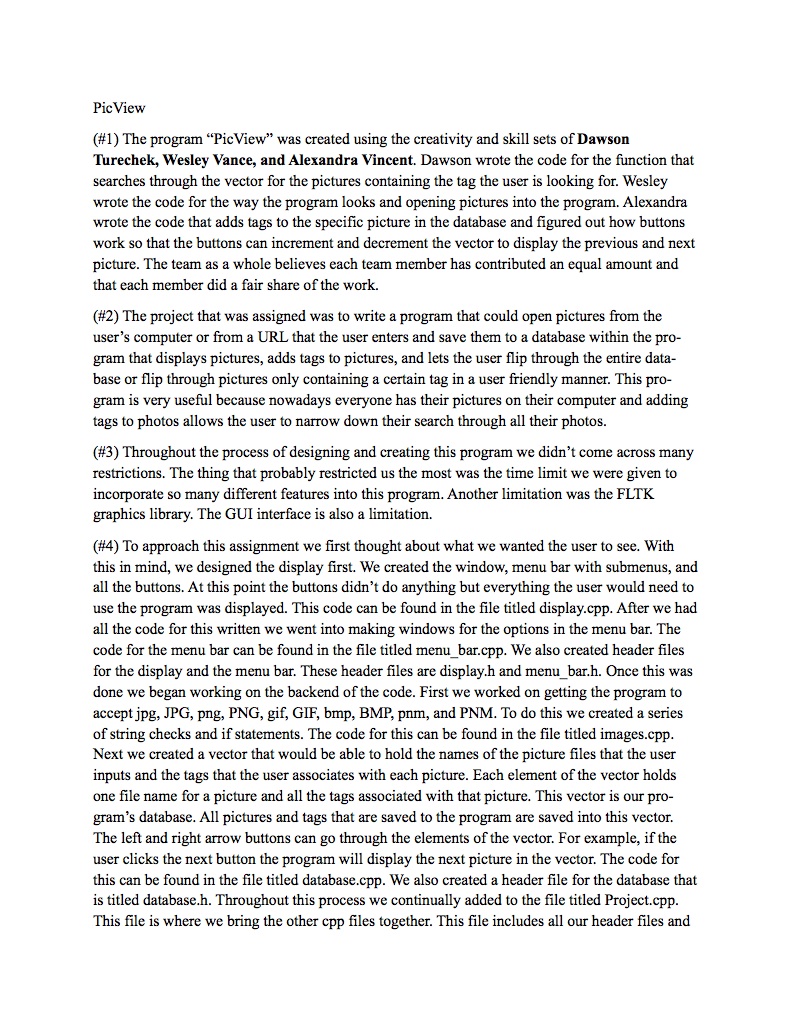 PicView
(#1) The program “PicView” was created using the creativity and skill sets of Dawson
Turechek, Wesley Vance, and Alexandra Vincent. Dawson wrote the code for the function that
searches through the vector for the pictures containing the tag the user is looking for. Wesley
wrote the code for the way the program looks and opening pictures into the program. Alexandra
wrote the code that adds tags to the specific picture in the database and figured out how buttons
work so that the buttons can increment and decrement the vector to display the previous and next
picture. The team as a whole believes each team member has contributed an equal amount and
that each member did a fair share of the work.
(#2) The project that was assigned was to write a program that could open pictures from the
user’s computer or from a URL that the user enters and save them to a database within the pro-
gram that displays pictures, adds tags to pictures, and lets the user flip through the entire data-
base or flip through pictures only containing a certain tag in a user friendly manner. This pro-
gram is very useful because nowadays everyone has their pictures on their computer and adding
tags to photos allows the user to narrow down their search through all their photos.
(#3) Throughout the process of designing and creating this program we didn’t come across many
restrictions. The thing that probably restricted us the most was the time limit we were given to
incorporate so many different features into this program. Another limitation was the FLTK
graphics library. The GUI interface is also a limitation.
(#4) To approach this assignment we first thought about what we wanted the user to see. With
this in mind, we designed the display first. We created the window, menu bar with submenus, and
all the buttons. At this point the buttons didn’t do anything but everything the user would need to
use the program was displayed. This code can be found in the file titled display.cpp. After we had
all the code for this written we went into making windows for the options in the menu bar. The
code for the menu bar can be found in the file titled menu_bar.cpp. We also created header files
for the display and the menu bar. These header files are display.h and menu_bar.h. Once this was
done we began working on the backend of the code. First we worked on getting the program to
accept jpg, JPG, png, PNG, gif, GIF, bmp, BMP, pnm, and PNM. To do this we created a series
of string checks and if statements. The code for this can be found in the file titled images.cpp.
Next we created a vector that would be able to hold the names of the picture files that the user
inputs and the tags that the user associates with each picture. Each element of the vector holds
one file name for a picture and all the tags associated with that picture. This vector is our pro-
gram’s database. All pictures and tags that are saved to the program are saved into this vector.
The left and right arrow buttons can go through the elements of the vector. For example, if the
user clicks the next button the program will display the next picture in the vector. The code for
this can be found in the file titled database.cpp. We also created a header file for the database that
is titled database.h. Throughout this process we continually added to the file titled Project.cpp.
This file is where we bring the other cpp files together. This file includes all our header files and